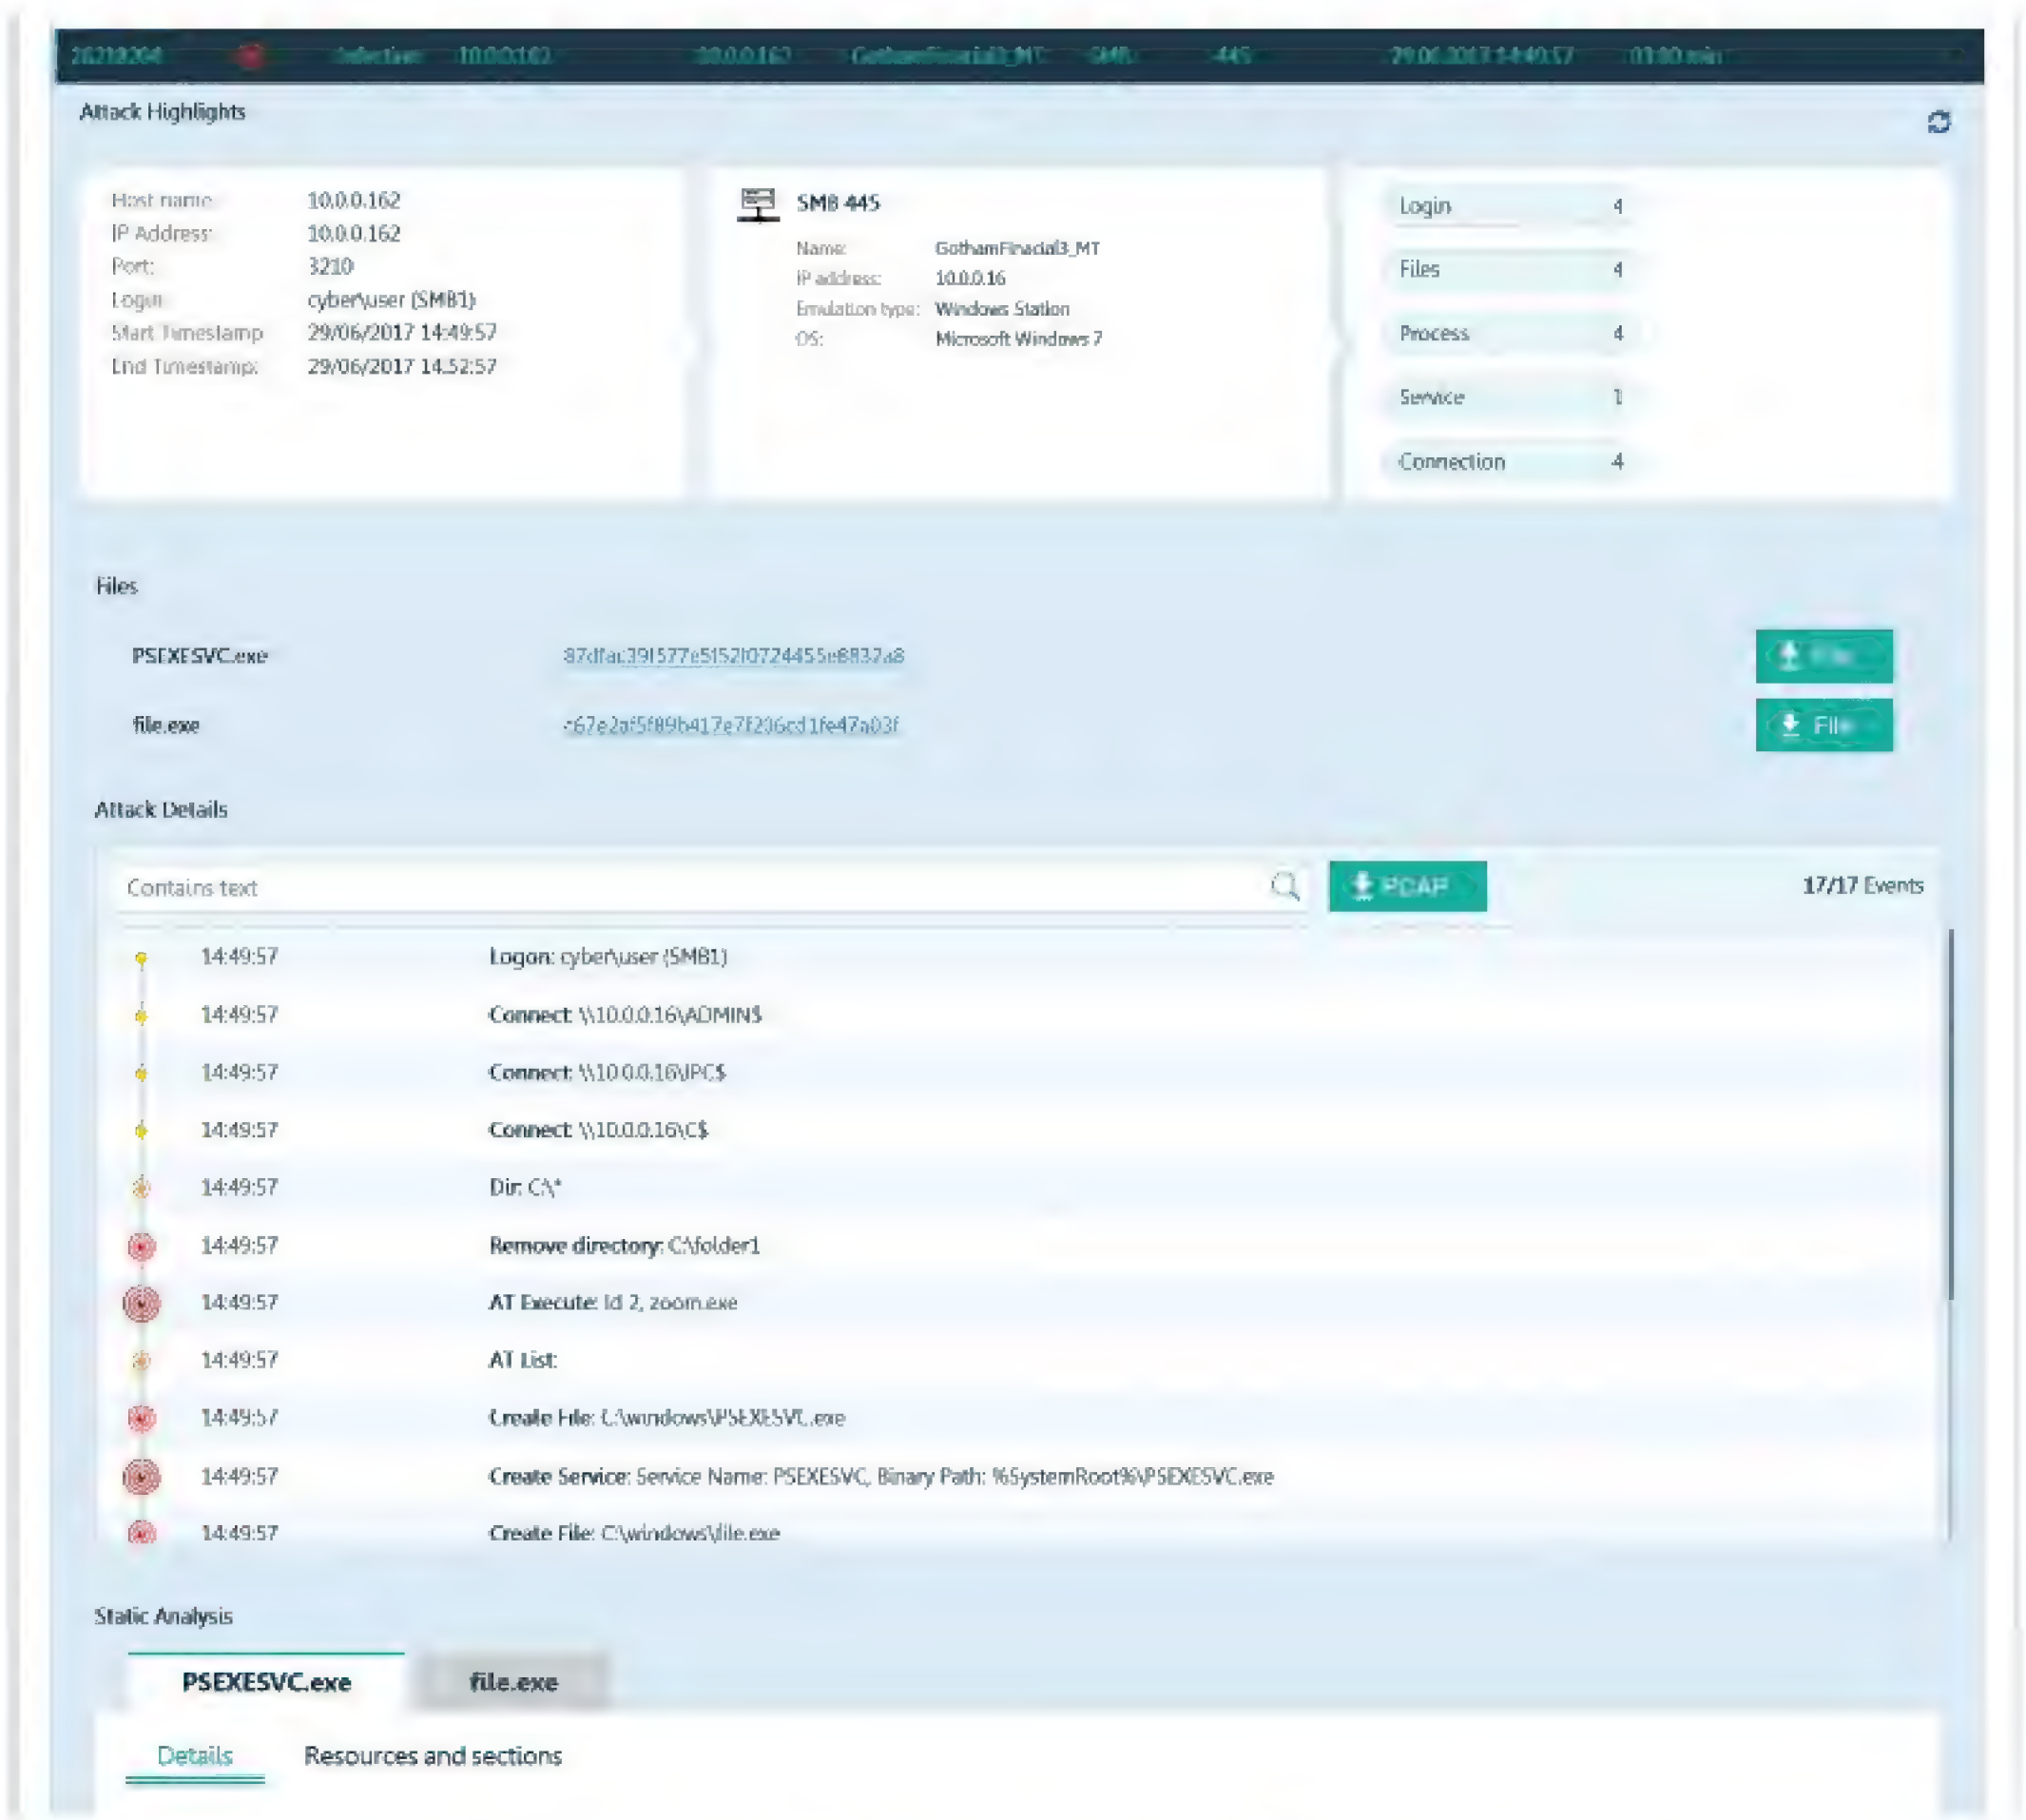 29.06.2017 14:49:57 03:00 min
Attack Highlights
Host name: 10.0.0.162
IP Address: 10.0.0.162
Port: 3210
Login: cyber\user (SMB1)
Start Timestamp 29/06/2017 14:49:57
End Timestamp: 29/06/2017 14:52:57
SMB 445
Name: GothamFinacial3_MT
IP address: 10.0.0.16
Emulation type: Windows Station
OS: Microsoft Windows 7
Login 4
Files 4
Process 4
Service 1
Connection 4
Files
PSEXESVC.exe
file.exe File
Attack Details
Contains text PCAP 17/17 Events
14:49:57 Logon: cyber\user (SMB1)
14:49:57 Connect: \\10.0.0.16\ADMIN$
14:49:57 Connect: \\10.0.0.16\IPC$
14:49:57 Connect: \\10.0.0.16\C$
14:49:57 Dir: C:\*
14:49:57 Remove directory: C:\folder1
14:49:57 AT Execute: Id 2, zoom.exe
14:49:57 AT List:
14:49:57 Create File: C:\windows\PSEXESVC.exe
14:49:57 Create Service: Service Name: PSEXESVC, Binary Path: %SystemRoot%\PSEXESVC.exe
14:49:57 Create File: C:\windows\file.exe
Static Analysis
PSEXESVC.exe file.exe
Details Resources and sections